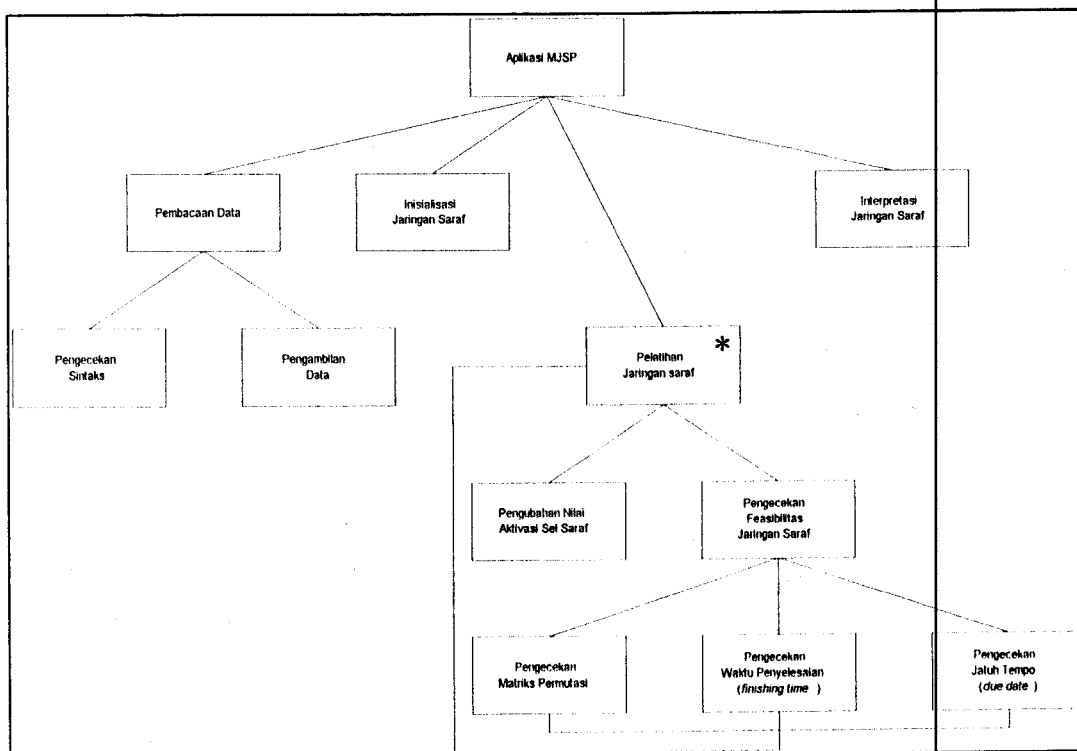 Aplikasi MJSP
Pembacaan Data
Inisialisasi
Jaringan Saraf
Interpretasi
Jaringan Saraf
Pengecekan
Sintaks
Pengambilan
Data
Pelatihan
Jaringan saraf
*
Pengubahan Nilai
Aktivasi Sel Saraf
Pengecekan
Feasibilitas
Jaringan Saraf
Pengecekan
Matriks Permutasi
Pengecekan
Waktu Penyelesaian
(finishing time )
Pengecekan
Jatuh Tempo
(due date )